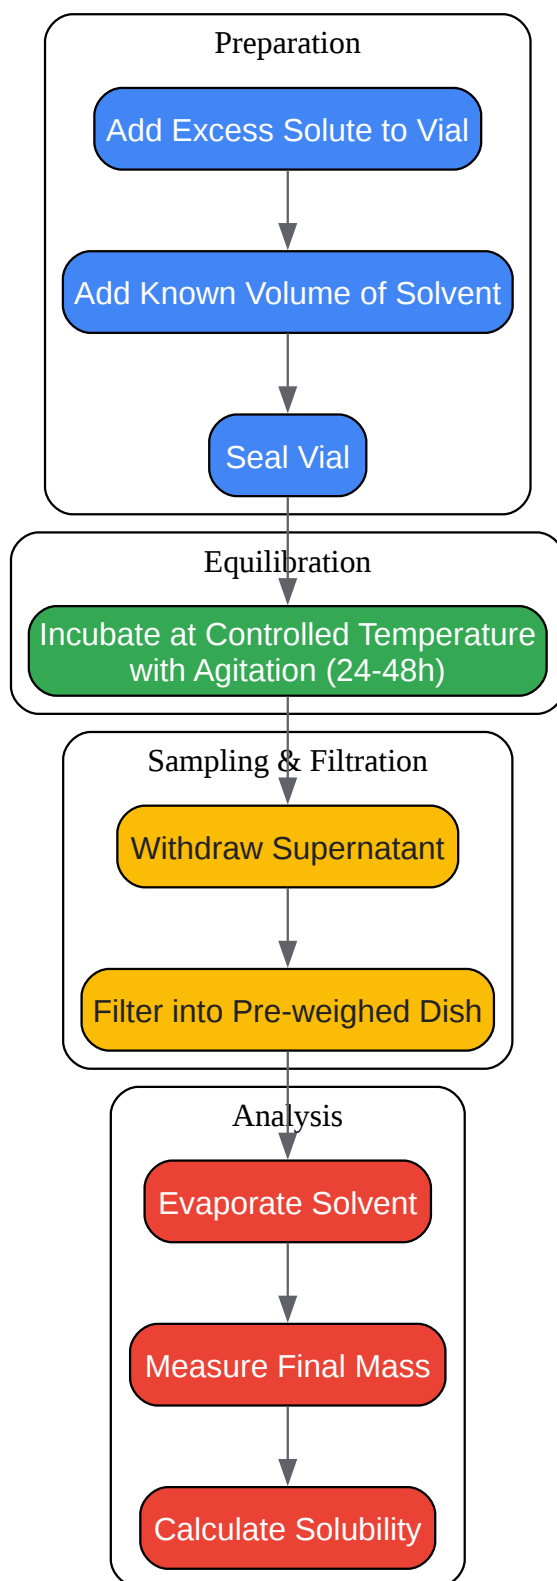 Preparation
Add Excess Solute to Vial
Add Known Volume of Solvent
Seal Vial
Equilibration
Incubate at Controlled Temperature
with Agitation (24-48h)
Sampling & Filtration
Withdraw Supernatant
Filter into Pre-weighed Dish
Analysis
Evaporate Solvent
Measure Final Mass
Calculate Solubility